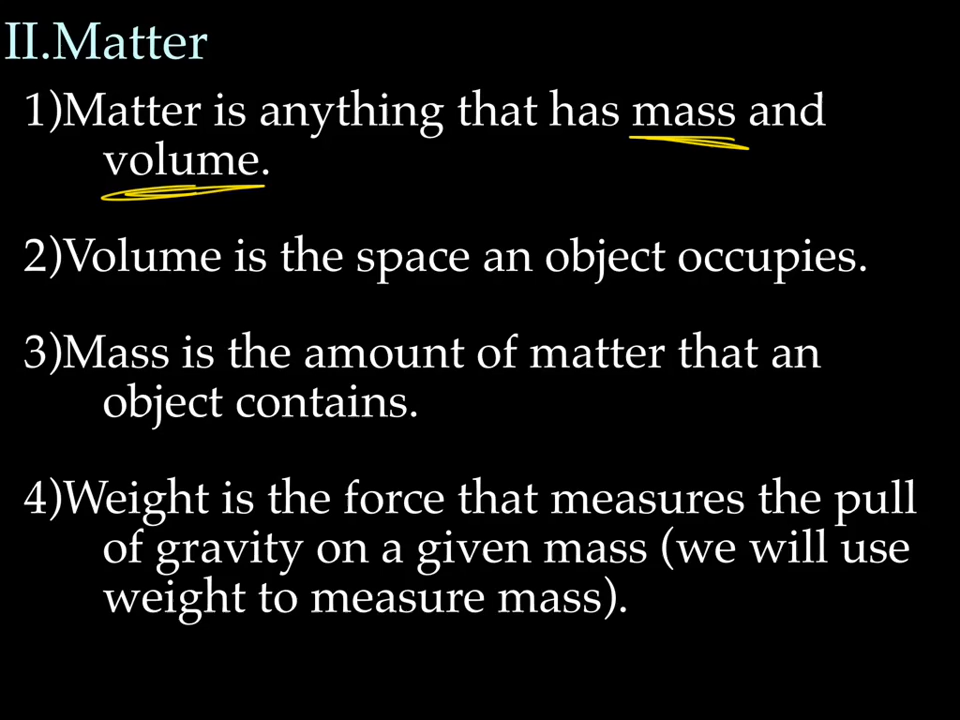 II.Matter
1)Matter is anything that has mass and
volume.
2)Volume is the space an object occupies.
3)Mass is the amount of matter that an
object contains.
4)Weight is the force that measures the pull
of gravity on a given mass (we will use
weight to measure mass).